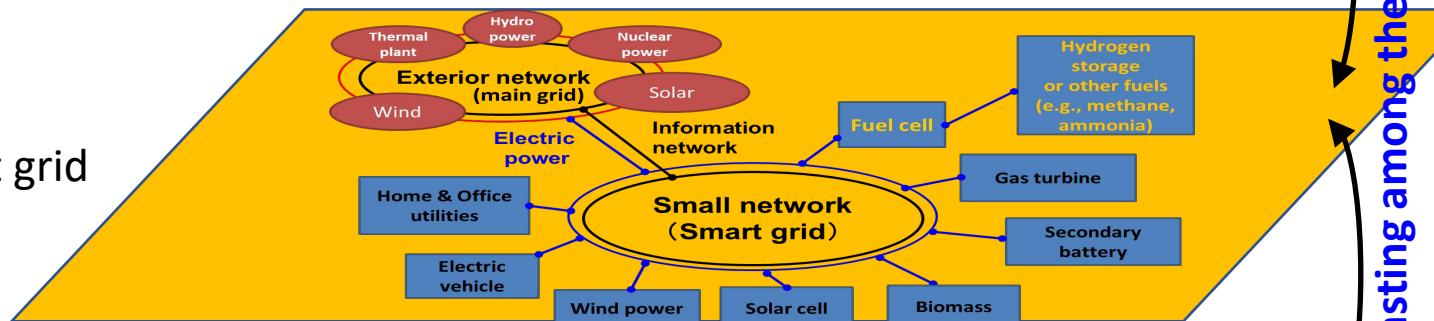 grid
Hydro
power
Thermal
plant
Nuclear
power
Exterior network
(main grid)
Wind
Solar
Electric
power
Information
network
Fuel cell
Hydrogen
storage
or other fuels
(e.g., methane,
ammonia)
Gas turbine
Home & Office
utilities
Small network
（Smart grid）
Secondary
battery
Electric
vehicle
Wind power
Solar cell
Biomass
among the